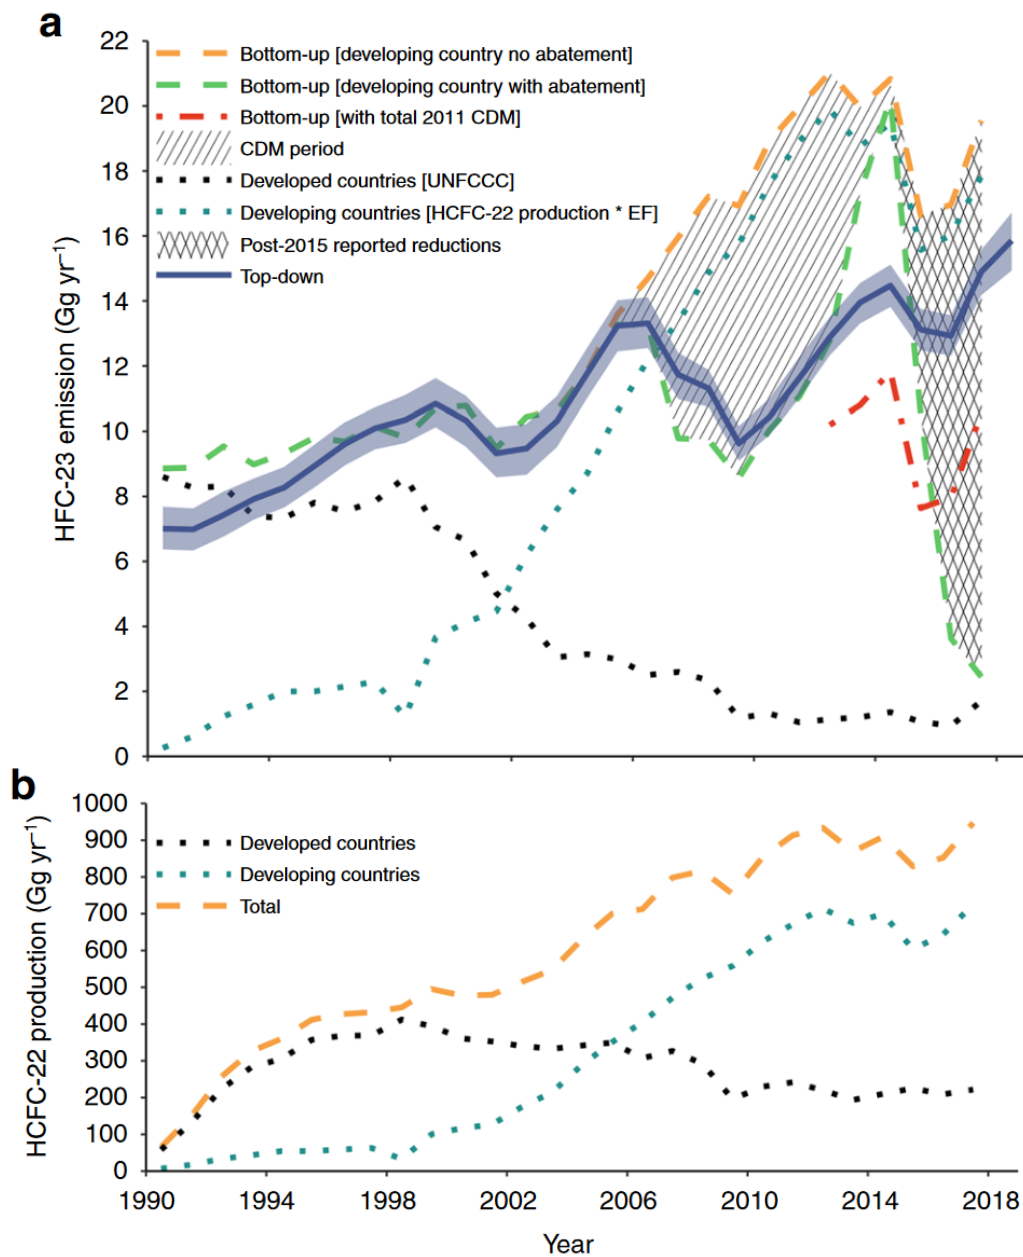 a
22
20
18
16
14
12
10
8
6
4
2
0
HFC-23 emission (Gg yr⁻¹)
Bottom-up [developing country no abatement]
Bottom-up [developing country with abatement]
Bottom-up [with total 2011 CDM]
CDM period
Developed countries [UNFCCC]
Developing countries [HCFC-22 production * EF]
Post-2015 reported reductions
Top-down
b
1000
900
800
700
600
500
400
300
200
100
0
HCFC-22 production (Gg yr⁻¹)
Developed countries
Developing countries
Total
1990 1994 1998 2002 2006 2010 2014 2018
Year